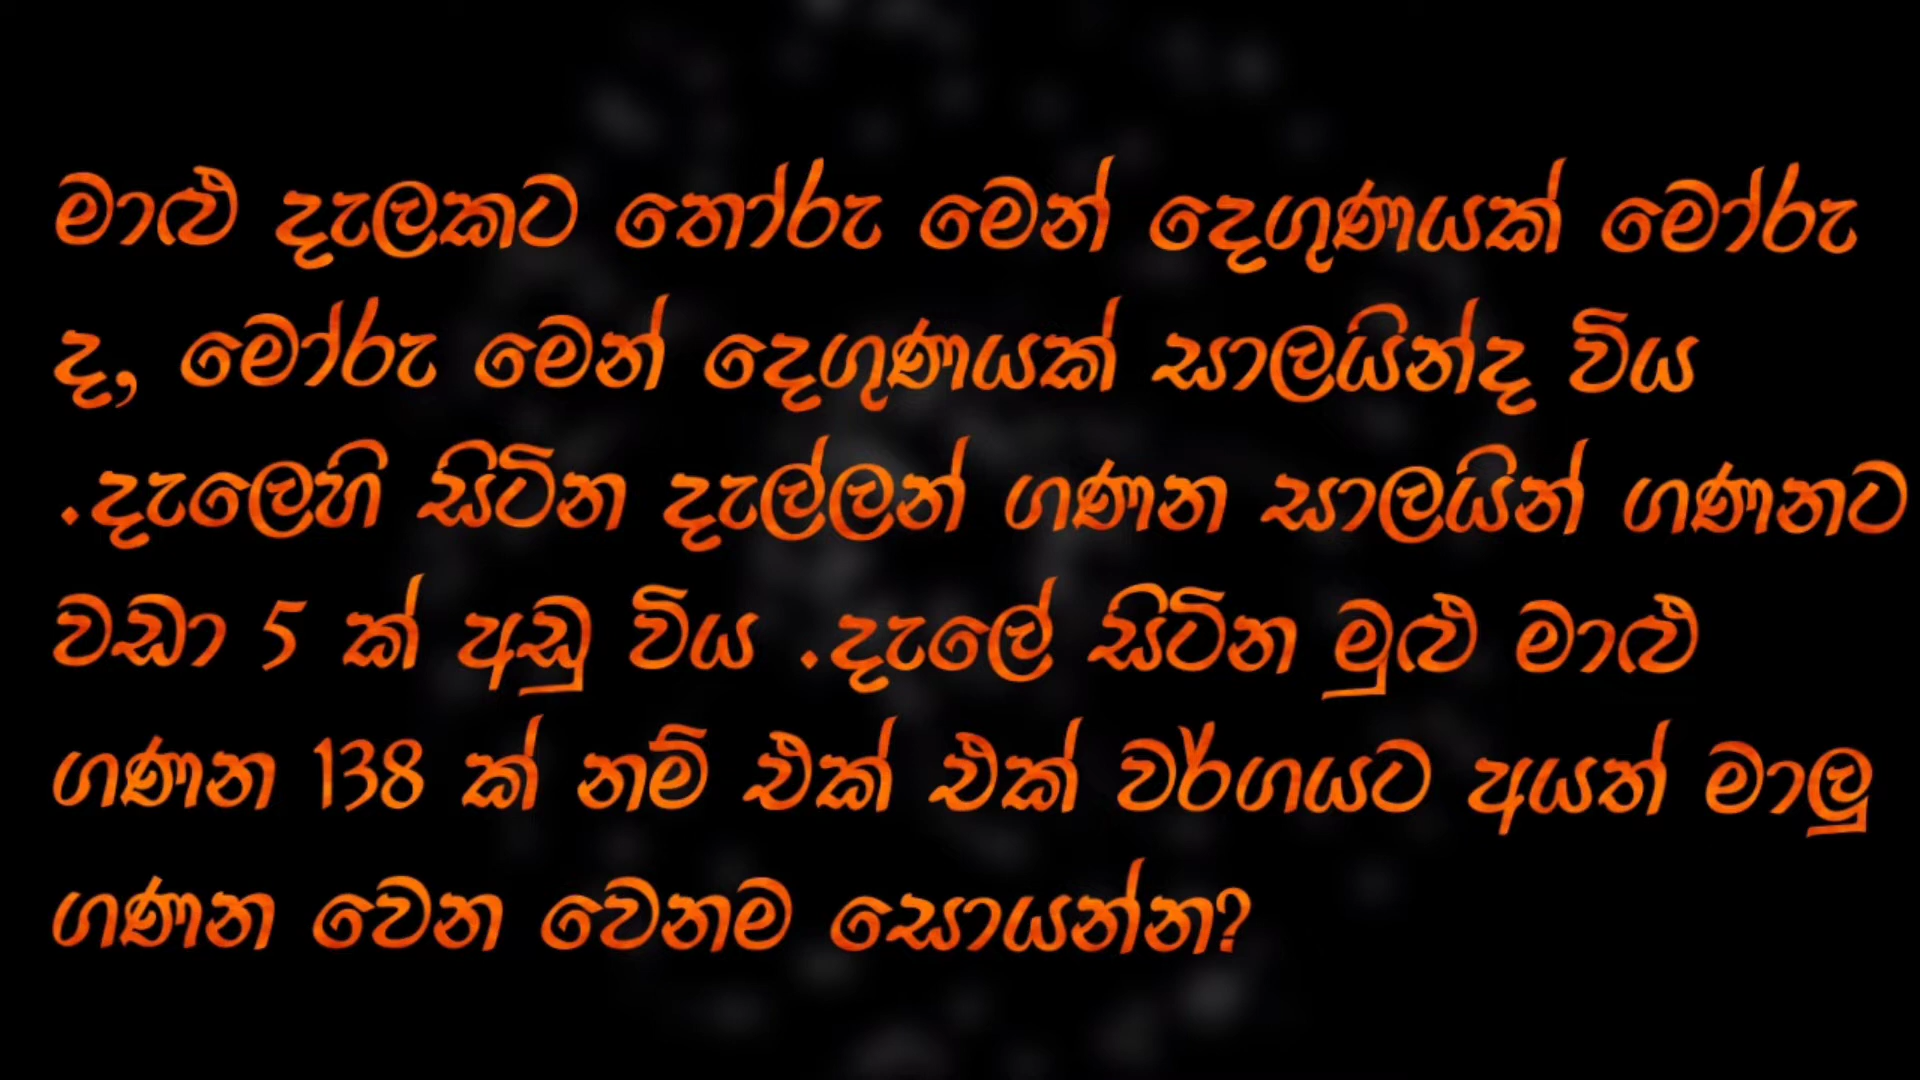 මාළු දැලකට තෝරු මෙන් දෙගුණයක් මෝරු
ද, මෝරු මෙන් දෙගුණයක් සාලයින්ද විය
.දැලෙහි සිටින දැල්ලන් ගණන සාලයින් ගණනට
වඩා 5 ක් අඩු විය .දැලේ සිටින මුළු මාළු
ගණන 138 ක් නම් එක් එක් වර්ගයට අයත් මාලු
ගණන වෙන වෙනම සොයන්න?